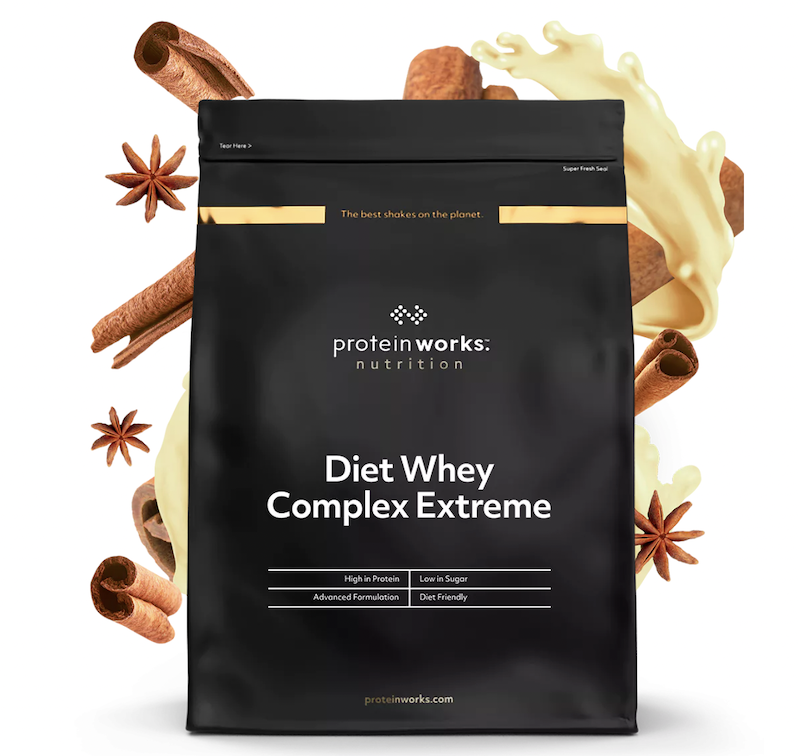 Tear Here >
Super Fresh Seal
The best shakes on the planet.
protein works:™
nutrition
Diet Whey
Complex Extreme
High in Protein
Low in Sugar
Advanced Formulation
Diet Friendly
proteinworks.com